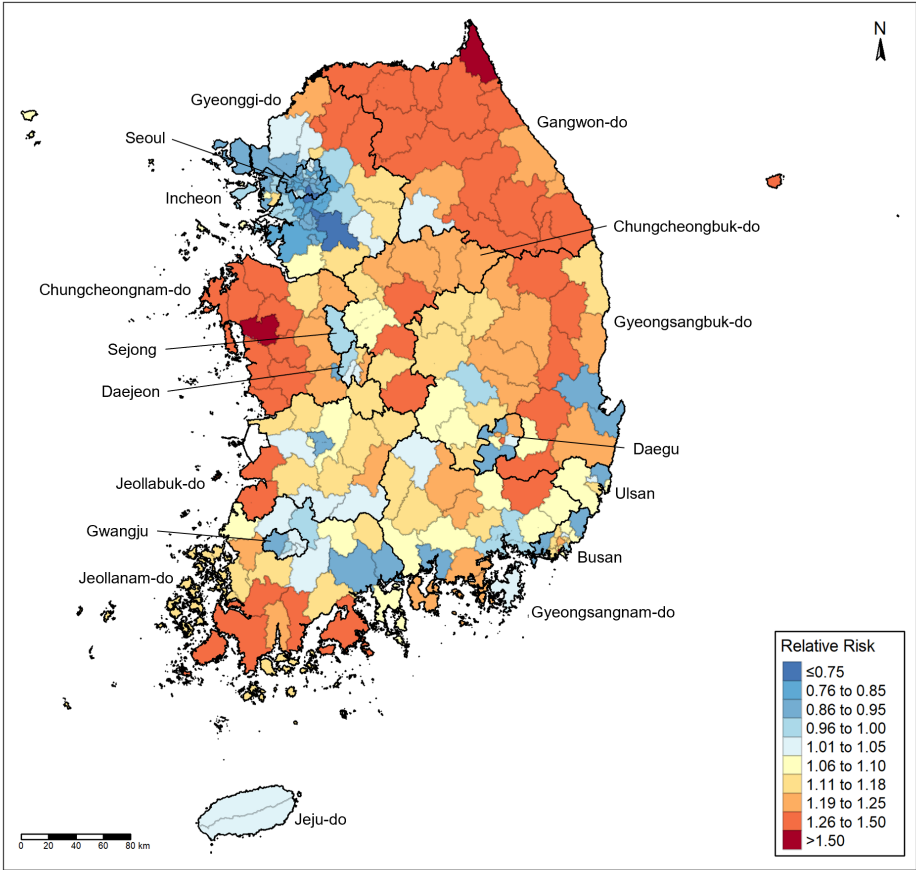 N
Gyeonggi-do
Gangwon-do
Seoul
Incheon
Chungcheongbuk-do
Chungcheongnam-do
Gyeongsangbuk-do
Sejong
Daejeon
Daegu
Jeollabuk-do
Ulsan
Gwangju
Busan
Jeollanam-do
Gyeongsangnam-do
Relative Risk
≤0.75
0.76 to 0.85
0.86 to 0.95
0.96 to 1.00
1.01 to 1.05
1.06 to 1.10
1.11 to 1.18
1.19 to 1.25
1.26 to 1.50
>1.50
Jeju-do
0 20 40 60 80 km